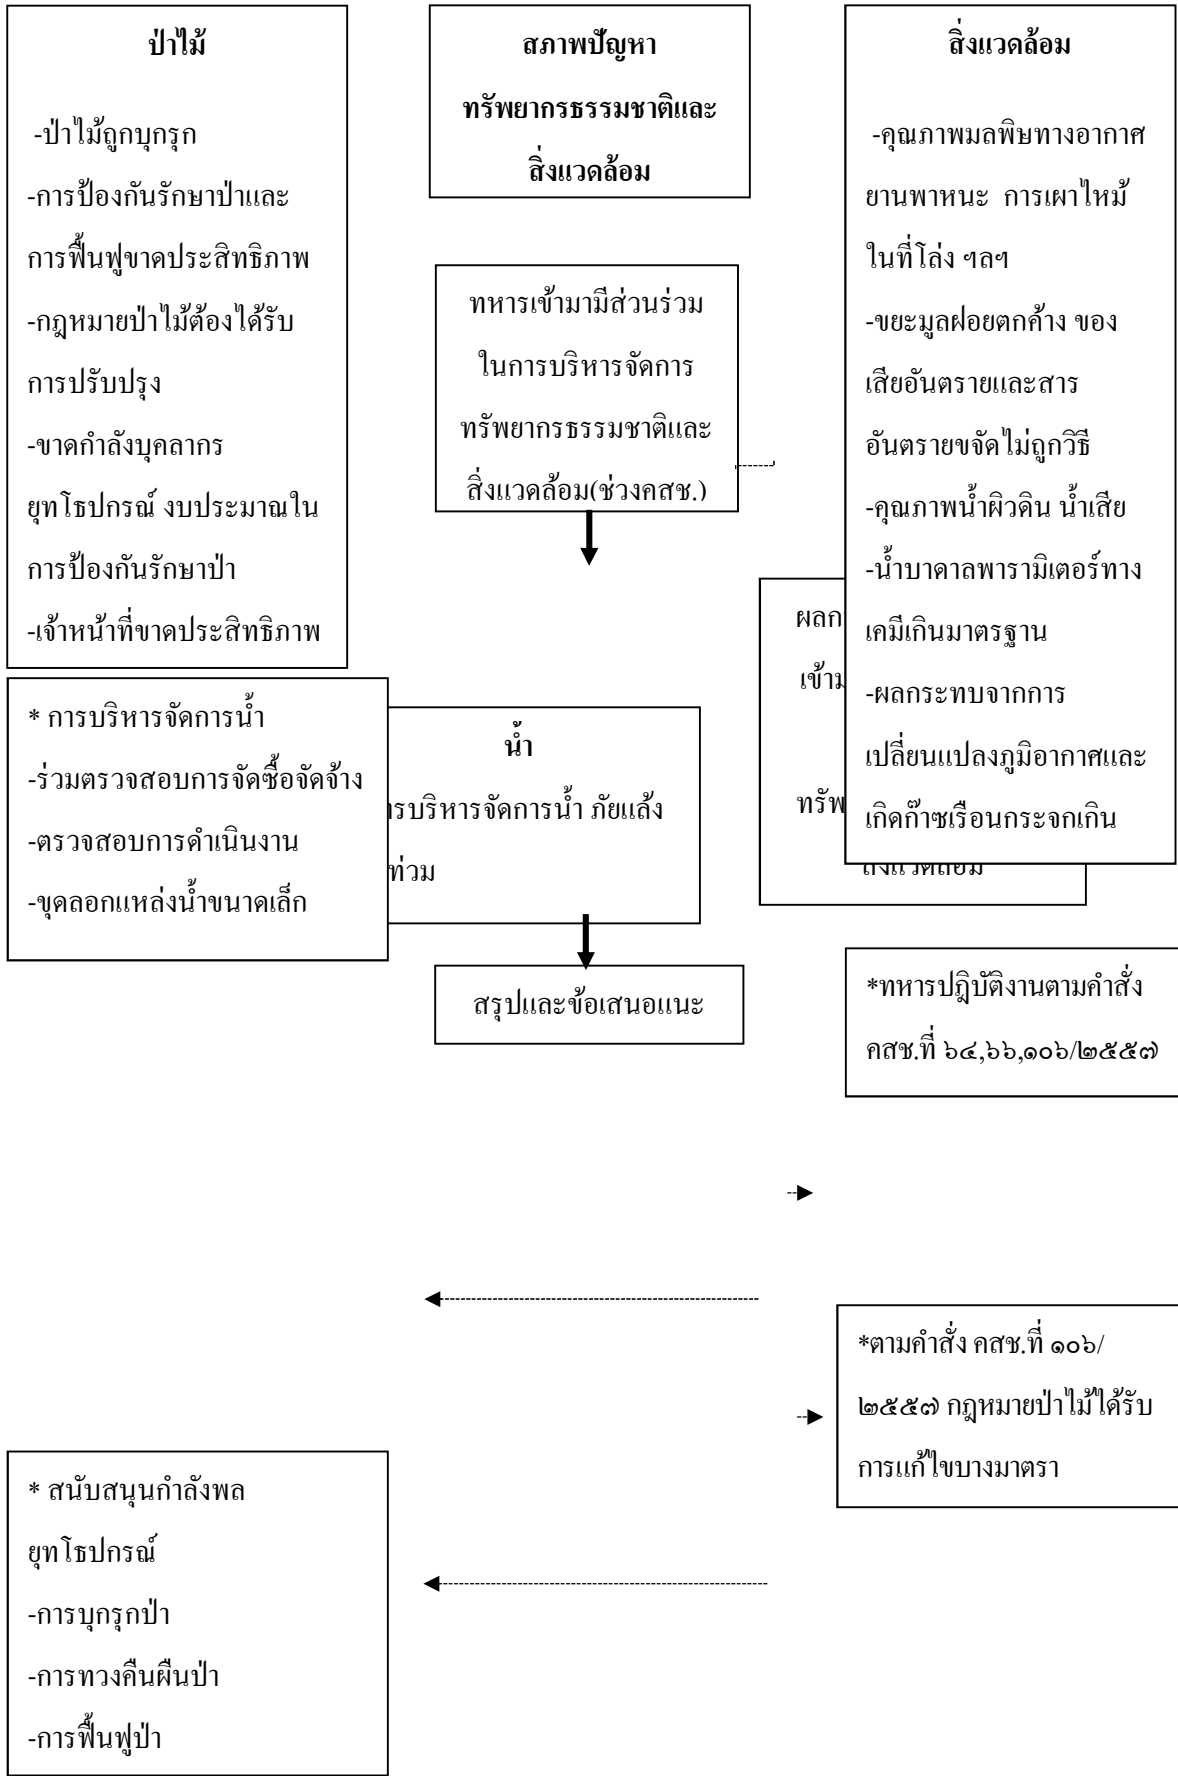 ป่าไม้
-ป่าไม้ถูกบุกรุก
-การป้องกันรักษาป่าและ
การฟื้นฟูขาดประสิทธิภาพ
-กฎหมายป่าไม้ต้องได้รับ
การปรับปรุง
-ขาดกำลังบุคลากร
ยุทโธปกรณ์ งบประมาณใน
การป้องกันรักษาป่า
-เจ้าหน้าที่ขาดประสิทธิภาพ
สภาพปัญหา
ทรัพยากรธรรมชาติและ
สิ่งแวดล้อม
ทหารเข้ามามีส่วนร่วม
ในการบริหารจัดการ
ทรัพยากรธรรมชาติและ
สิ่งแวดล้อม(ช่วงคสช.)
สิ่งแวดล้อม
-คุณภาพมลพิษทางอากาศ
ยานพาหนะ การเผาไหม้
ในที่โล่ง ฯลฯ
-ขยะมูลฝอยตกค้าง ของ
เสียอันตรายและสาร
อันตรายขจัดไม่ถูกวิธี
-คุณภาพน้ำผิวดิน น้ำเสีย
-น้ำบาดาลพารามิเตอร์ทาง
เคมีเกินมาตรฐาน
-ผลกระทบจากการ
เปลี่ยนแปลงภูมิอากาศและ
เกิดก๊าซเรือนกระจกเกิน
* การบริหารจัดการน้ำ
-ร่วมตรวจสอบการจัดซื้อจัดจ้าง
-ตรวจสอบการดำเนินงาน
-ขุดลอกแหล่งน้ำขนาดเล็ก
น้ำ
บริหารจัดการน้ำ ภัยแล้ง
ท่วม
สิ่งแวดล้อม
สรุปและข้อเสนอแนะ
*ทหารปฎิบัติงานตามคำสั่ง
คสช.ที่ ๖๔,๖๖,๑๐๖/๒๕๕๗
*ตามคำสั่ง คสช.ที่ ๑๐๖/
๒๕๕๗ กฎหมายป่าไม้ได้รับ
การแก้ไขบางมาตรา
* สนับสนุนกำลังพล
ยุทโธปกรณ์
-การบุกรุกป่า
-การทวงคืนผืนป่า
-การฟื้นฟูป่า